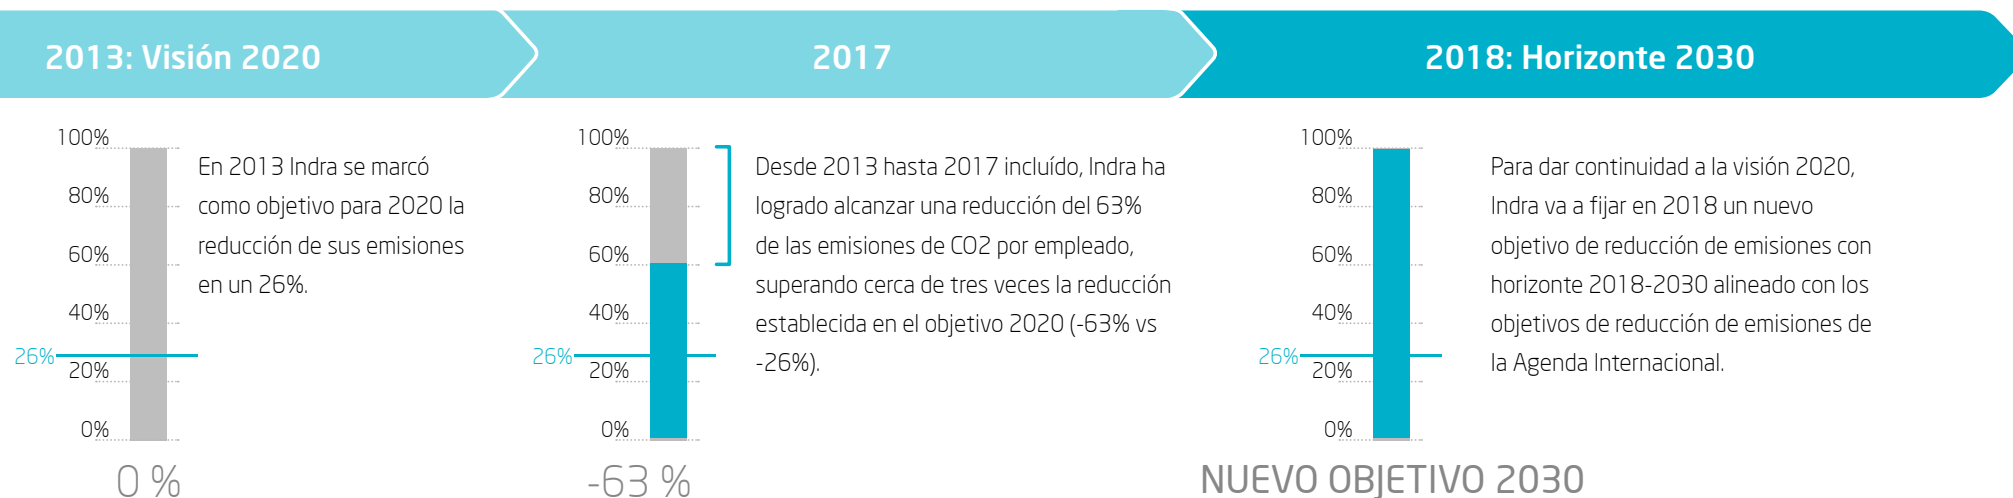 2013: Visión 2020
2017
2018: Horizonte 2030
100%
80%
60%
40%
26%
20%
0%
0 %
En 2013 Indra se marcó
como objetivo para 2020 la
reducción de sus emisiones
en un 26%.
100%
80%
60%
40%
26%
20%
0%
-63 %
Desde 2013 hasta 2017 incluído, Indra ha
logrado alcanzar una reducción del 63%
de las emisiones de CO2 por empleado,
superando cerca de tres veces la reducción
establecida en el objetivo 2020 (-63% vs
-26%).
100%
80%
60%
40%
26%
20%
0%
NUEVO OBJETIVO 2030
Para dar continuidad a la visión 2020,
Indra va a fijar en 2018 un nuevo
objetivo de reducción de emisiones con
horizonte 2018-2030 alineado con los
objetivos de reducción de emisiones de
la Agenda Internacional.